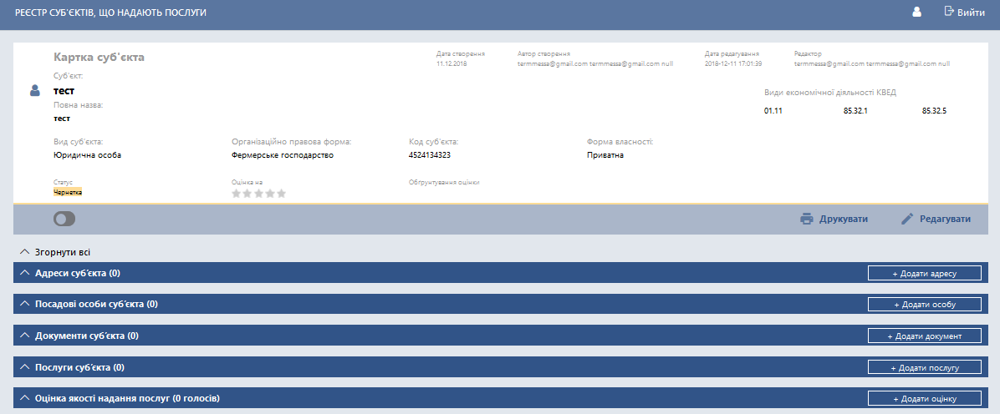 РЕЄСТР СУБ'ЄКТІВ, ЩО НАДАЮТЬ ПОСЛУГИ
Вийти
Картка суб'єкта
Дата створення
11.12.2018
Автор створення
termmessa@gmail.com termmessa@gmail.com null
Дата редагування
2018-12-11 17:01:39
Редактор
termmessa@gmail.com termmessa@gmail.com null
Суб'єкт:
тест
Повна назва:
тест
Види економічної діяльності КВЕД
01.11 85.32.1 85.32.5
Вид суб'єкта:
Юридична особа
Організаційно правова форма:
Фермерське господарство
Код суб'єкта:
4524134323
Форма власності:
Приватна
Статус
Чернетка
Оцінка на
Обґрунтування оцінки
Друкувати
Редагувати
Згорнути всі
Адреси суб'єкта (0)
+ Додати адресу
Посадові особи суб'єкта (0)
+ Додати особу
Документи суб'єкта (0)
+ Додати документ
Послуги суб'єкта (0)
+ Додати послугу
Оцінка якості надання послуг (0 голосів)
+ Додати оцінку